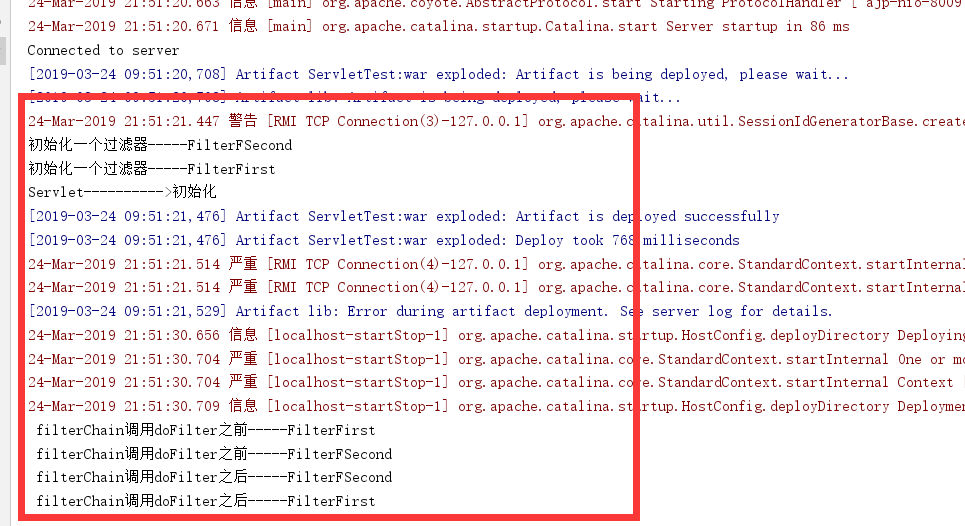 24-Mar-2019 21:51:20.663 信息 [main] org.apache.coyote.AbstractProtocol.start Starting ProtocolHandler [ ajp-nio-8009
24-Mar-2019 21:51:20.671 信息 [main] org.apache.catalina.startup.Catalina.start Server startup in 86 ms
Connected to server
[2019-03-24 09:51:20,708] Artifact ServletTest:war exploded: Artifact is being deployed, please wait...
[2019-03-24 09:51:20,708] Artifact lib: Artifact is being deployed, please wait...
24-Mar-2019 21:51:21.447 警告 [RMI TCP Connection(3)-127.0.0.1] org.apache.catalina.util.SessionIdGeneratorBase.create
初始化一个过滤器-----FilterFSecond
初始化一个过滤器-----FilterFirst
Servlet---------->初始化
[2019-03-24 09:51:21,476] Artifact ServletTest:war exploded: Artifact is deployed successfully
[2019-03-24 09:51:21,476] Artifact ServletTest:war exploded: Deploy took 768 milliseconds
24-Mar-2019 21:51:21.514 严重 [RMI TCP Connection(4)-127.0.0.1] org.apache.catalina.core.StandardContext.startInternal
24-Mar-2019 21:51:21.514 严重 [RMI TCP Connection(4)-127.0.0.1] org.apache.catalina.core.StandardContext.startInternal
[2019-03-24 09:51:21,529] Artifact lib: Error during artifact deployment. See server log for details.
24-Mar-2019 21:51:30.656 信息 [localhost-startStop-1] org.apache.catalina.startup.HostConfig.deployDirectory Deploying
24-Mar-2019 21:51:30.704 严重 [localhost-startStop-1] org.apache.catalina.core.StandardContext.startInternal One or mo
24-Mar-2019 21:51:30.704 严重 [localhost-startStop-1] org.apache.catalina.core.StandardContext.startInternal Context [
24-Mar-2019 21:51:30.709 信息 [localhost-startStop-1] org.apache.catalina.startup.HostConfig.deployDirectory Deploymen
filterChain调用doFilter之前-----FilterFirst
filterChain调用doFilter之前-----FilterFSecond
filterChain调用doFilter之后-----FilterFSecond
filterChain调用doFilter之后-----FilterFirst